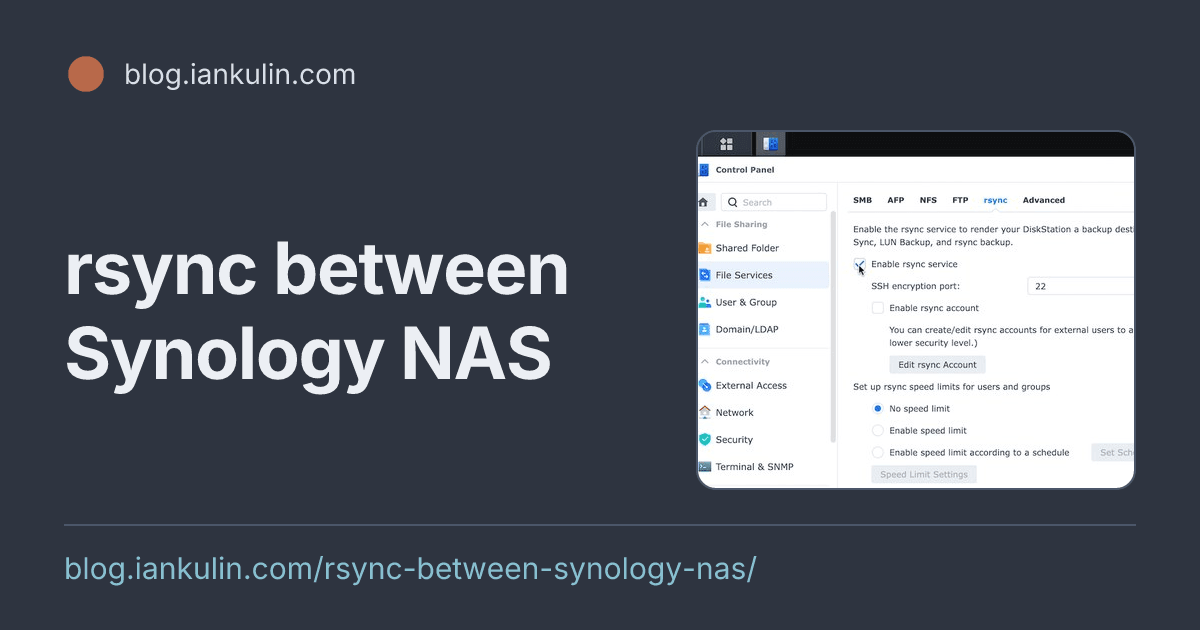 blog.iankulin.com
rsync between
Synology NAS
Control Panel
Search
File Sharing
Shared Folder
File Services
User & Group
Domain/LDAP
Connectivity
External Access
Network
Security
Terminal & SNMP
SMB AFP NFS FTP rsync Advanced
Enable the rsync service to render your DiskStation a backup desti
Sync, LUN Backup, and rsync backup.
Enable rsync service
SSH encryption port: 22
Enable rsync account
You can create/edit rsync accounts for external users to a
lower security level.)
Edit rsync Account
Set up rsync speed limits for users and groups
No speed limit
Enable speed limit
Enable speed limit according to a schedule Set Sch
Speed Limit Settings
blog.iankulin.com/rsync-between-synology-nas/